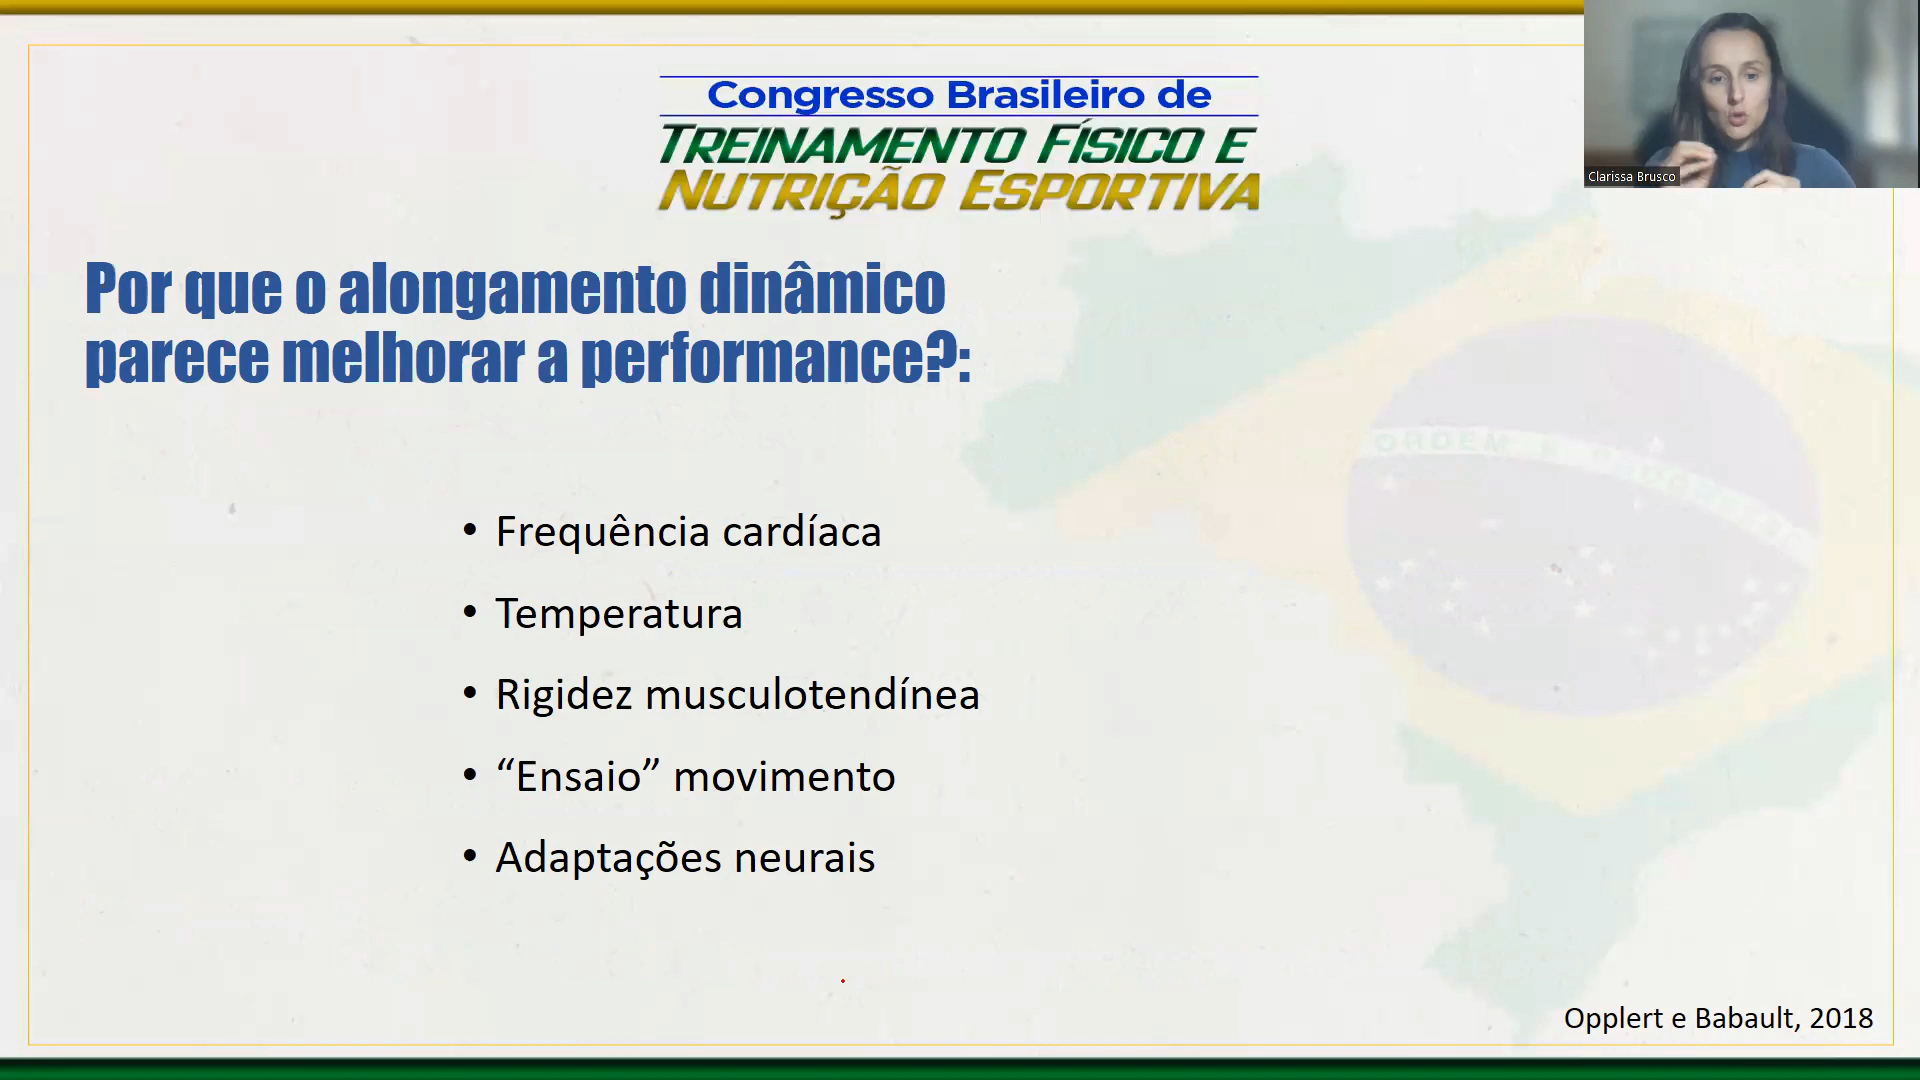 Congresso Brasileiro de
TREINAMENTO FÍSICO E
NUTRIÇÃO ESPORTIVA
Clarissa Brusco
Por que o alongamento dinâmico
parece melhorar a performance?:
ORDEM E
• Frequência cardíaca
• Temperatura
• Rigidez musculotendínea
• “Ensaio” movimento
• Adaptações neurais
Opplert e Babault, 2018